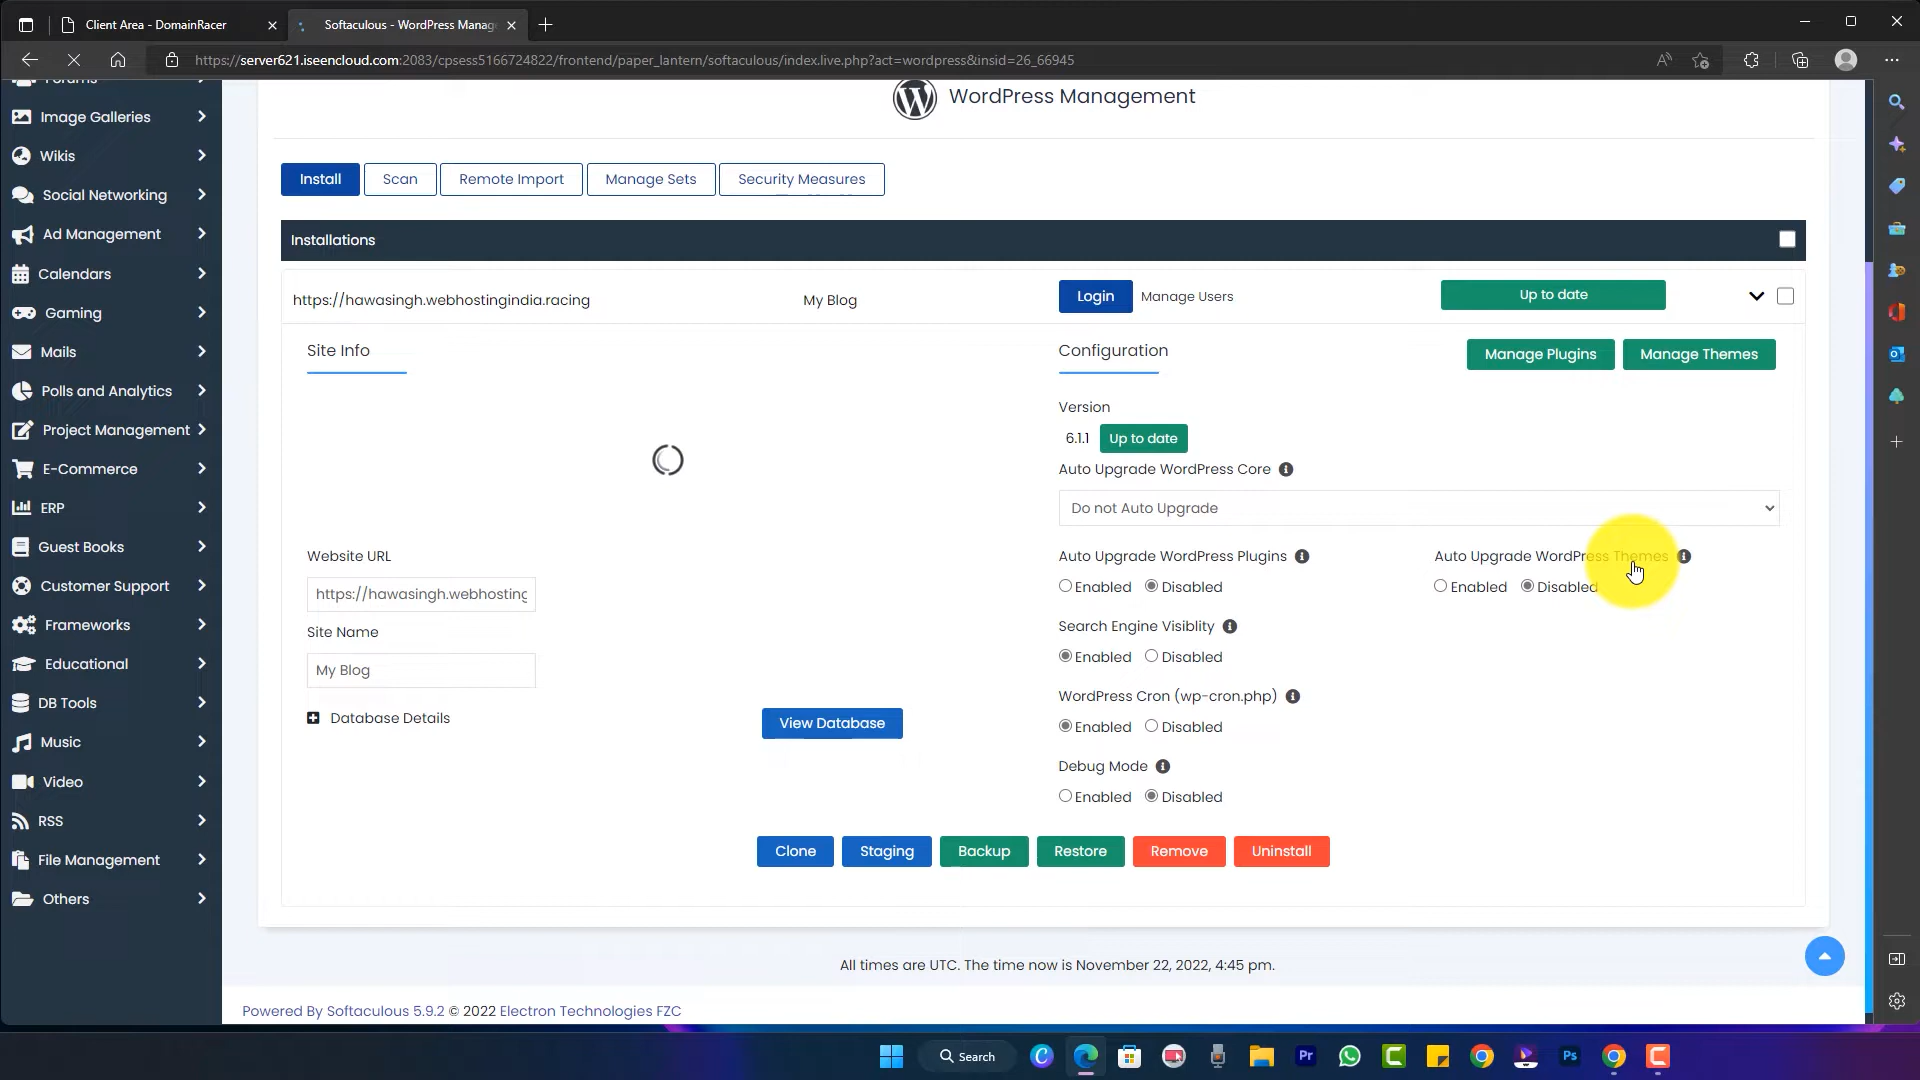 Client Area - DomainRacer
Softaculous - WordPress Manage
https://server621.iseencloud.com:2083/cpsess5166724822/frontend/paper_lantern/softaculous/index.live.php?act=wordpress&insid=26_66945
Forums
Image Galleries
Wikis
Social Networking
Ad Management
Calendars
Gaming
Mails
Polls and Analytics
Project Management
E-Commerce
ERP
Guest Books
Customer Support
Frameworks
Educational
DB Tools
Music
Video
RSS
File Management
Others
WordPress Management
Install Scan Remote Import Manage Sets Security Measures
Installations
https://hawasingh.webhostingindia.racing My Blog Login Manage Users Up to date
Site Info
Configuration Manage Plugins Manage Themes
Version
6.1.1 Up to date
Auto Upgrade WordPress Core
Do not Auto Upgrade
Website URL
https://hawasingh.webhosting
Site Name
My Blog
Database Details View Database
Auto Upgrade WordPress Plugins Auto Upgrade WordPress Themes
Enabled Disabled Enabled Disabled
Search Engine Visiblity
Enabled Disabled
WordPress Cron (wp-cron.php)
Enabled Disabled
Debug Mode
Enabled Disabled
Clone Staging Backup Restore Remove Uninstall
All times are UTC. The time now is November 22, 2022, 4:45 pm.
Powered By Softaculous 5.9.2 © 2022 Electron Technologies FZC
Search
Pr
Ps